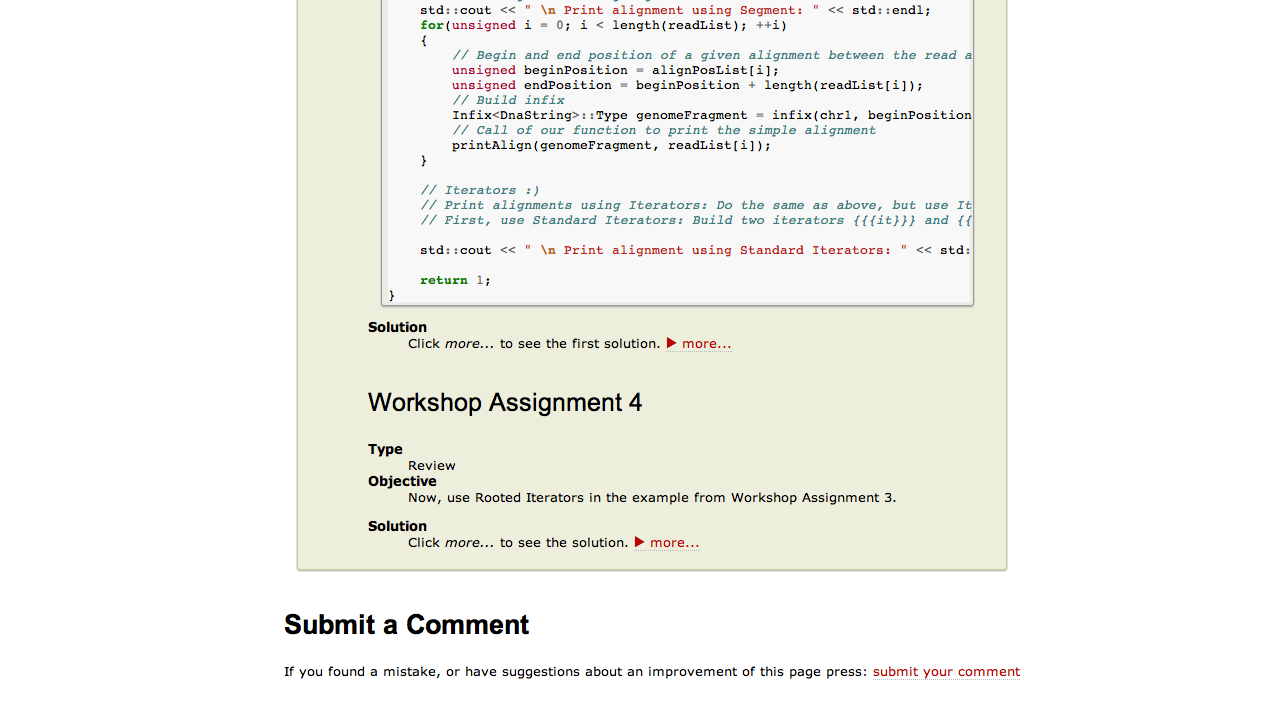 std::cout << " \n Print alignment using Segment: " << std::endl;
for(unsigned i = 0; i < length(readList); ++i)
{
// Begin and end position of a given alignment between the read a
unsigned beginPosition = alignPosList[i];
unsigned endPosition = beginPosition + length(readList[i]);
// Build infix
Infix<DnaString>::Type genomeFragment = infix(chr1, beginPosition
// Call of our function to print the simple alignment
printAlign(genomeFragment, readList[i]);
}
// Iterators :)
// Print alignments using Iterators: Do the same as above, but use It
// First, use Standard Iterators: Build two iterators {{{it}}} and {{
std::cout << " \n Print alignment using Standard Iterators: " << std:
return 1;
}
Solution
Click more... to see the first solution. ▶ more...
Workshop Assignment 4
Type
Review
Objective
Now, use Rooted Iterators in the example from Workshop Assignment 3.
Solution
Click more... to see the solution. ▶ more...
Submit a Comment
If you found a mistake, or have suggestions about an improvement of this page press: submit your comment